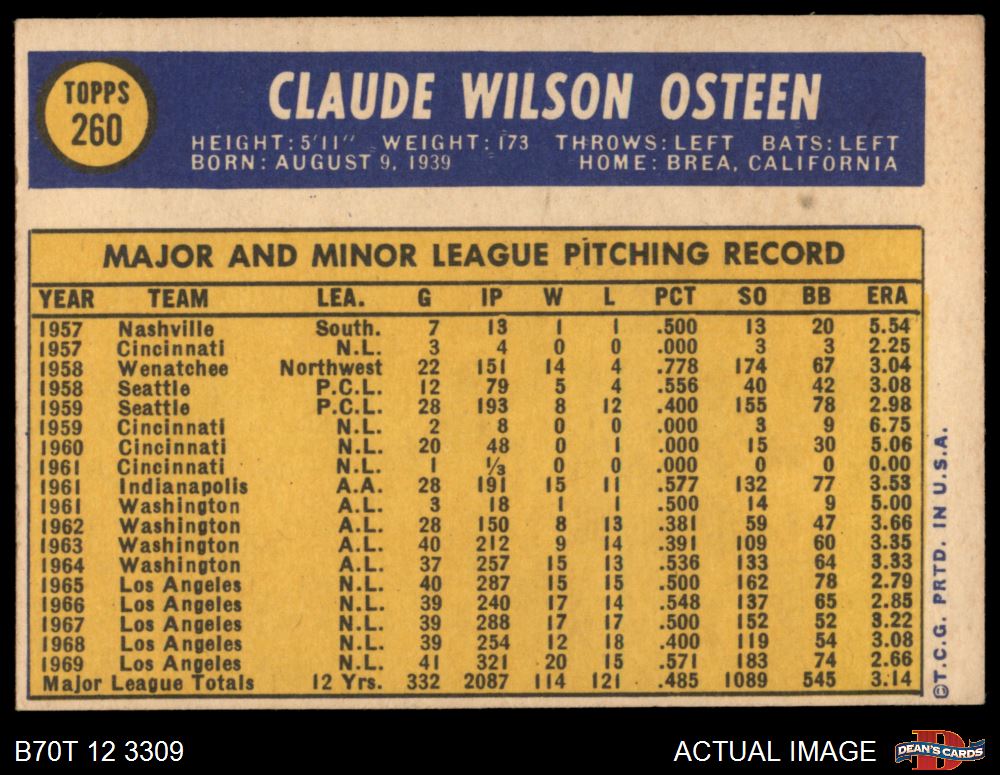 TOPPS
260
CLAUDE WILSON OSTEEN
HEIGHT: 5'11" WEIGHT: 173 THROWS: LEFT BATS: LEFT
BORN: AUGUST 9, 1939 HOME: BREA, CALIFORNIA
MAJOR AND MINOR LEAGUE PITCHING RECORD
YEAR TEAM LEA. G IP W L PCT SO BB ERA
1957 Nashville South. 7 13 1 1 .500 13 20 5.54
1957 Cincinnati N.L. 3 4 0 0 .000 3 3 2.25
1958 Wenatchee Northwest 22 151 14 4 .778 174 67 3.04
1958 Seattle P.C.L. 12 79 5 4 .556 40 42 3.08
1959 Seattle P.C.L. 28 193 8 12 .400 155 78 2.98
1959 Cincinnati N.L. 2 8 0 0 .000 3 9 6.75
1960 Cincinnati N.L. 20 48 0 1 .000 15 30 5.06
1961 Cincinnati N.L. 1 ⅓ 0 0 .000 0 0 0.00
1961 Indianapolis A.A. 28 191 15 11 .577 132 77 3.53
1961 Washington A.L. 3 18 1 1 .500 14 9 5.00
1962 Washington A.L. 28 150 8 13 .381 59 47 3.66
1963 Washington A.L. 40 212 9 14 .391 109 60 3.35
1964 Washington A.L. 37 257 15 13 .536 133 64 3.33
1965 Los Angeles N.L. 40 287 15 15 .500 162 78 2.79
1966 Los Angeles N.L. 39 240 17 14 .548 137 65 2.85
1967 Los Angeles N.L. 39 288 17 17 .500 152 52 3.22
1968 Los Angeles N.L. 39 254 12 18 .400 119 54 3.08
1969 Los Angeles N.L. 41 321 20 15 .571 183 74 2.66
Major League Totals 12 Yrs. 332 2087 114 121 .485 1089 545 3.14
©T.C.G. PRTD. IN U.S.A.
B70T 12 3309 ACTUAL IMAGE
D
DEAN'S CARDS